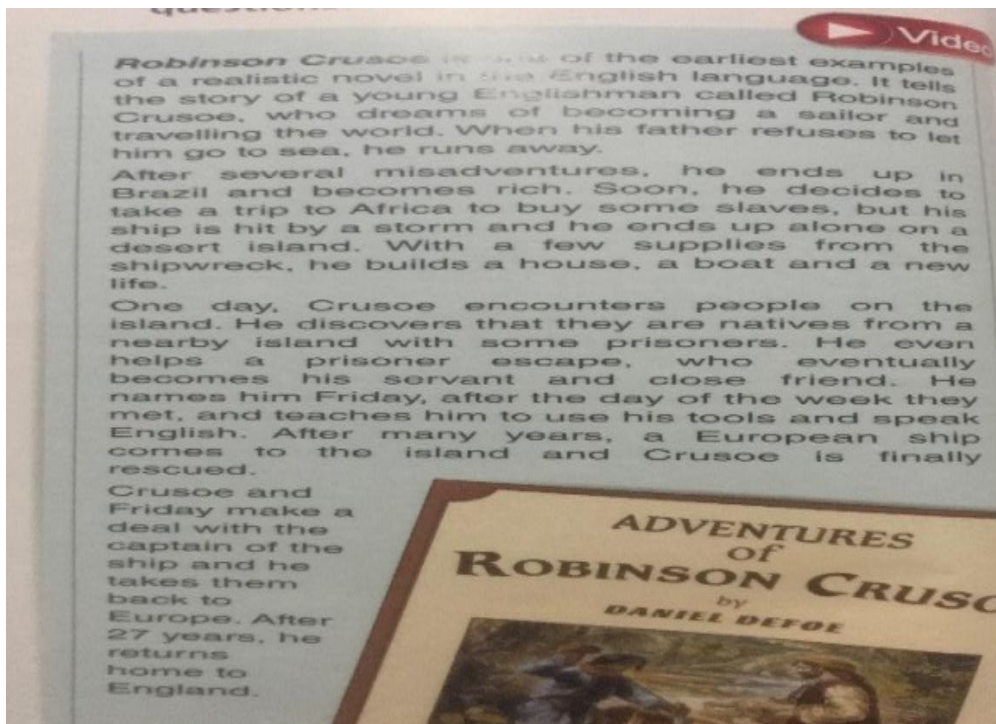 Video
Robinson Crusoe is one of the earliest examples
of a realistic novel in the English language. It tells
the story of a young Englishman called Robinson
Crusoe, who dreams of becoming a sailor and
travelling the world. When his father refuses to let
him go to sea, he runs away.
After several misadventures, he ends up in
Brazil and becomes rich. Soon, he decides to
take a trip to Africa to buy some slaves, but his
ship is hit by a storm and he ends up alone on a
desert island. With a few supplies from the
shipwreck, he builds a house, a boat and a new
life.
One day, Crusoe encounters people on the
island. He discovers that they are natives from a
nearby island with some prisoners. He even
helps a prisoner escape, who eventually
becomes his servant and close friend. He
names him Friday, after the day of the week they
met, and teaches him to use his tools and speak
English. After many years, a European ship
comes to the island and Crusoe is finally
rescued.
Crusoe and
Friday make a
deal with the
captain of the
ship and he
takes them
back to
Europe. After
27 years, he
returns
home to
England.
ADVENTURES
of
ROBINSON CRUSO
by
DANIEL DEFOE